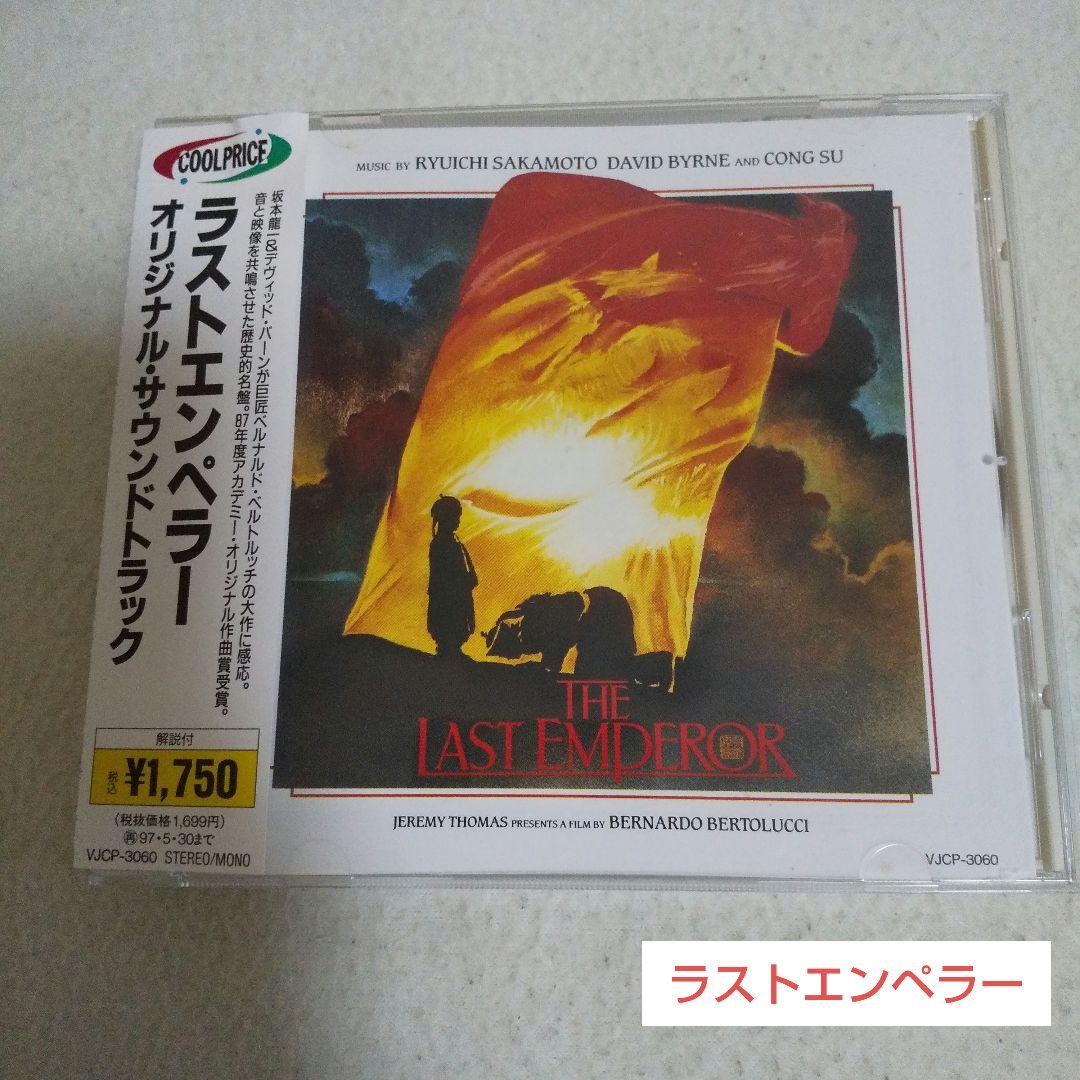 COOLPRICE
ラストエンペラー
オリジナル・サウンドトラック
坂本龍一&デヴィッド・バーンが巨匠ベルナルド・ベルトルッチの大作に感応。
音と映像を共鳴させた歴史的名盤。87年度アカデミー・オリジナル作曲賞受賞。
解説付
税込 ¥1,750
(税抜価格1,699円)
再 97・5・30まで
VJCP-3060 STEREO/MONO
MUSIC BY RYUICHI SAKAMOTO DAVID BYRNE AND CONG SU
THE
LAST EMPEROR
JEREMY THOMAS PRESENTS A FILM BY BERNARDO BERTOLUCCI
VJCP-3060
ラストエンペラー